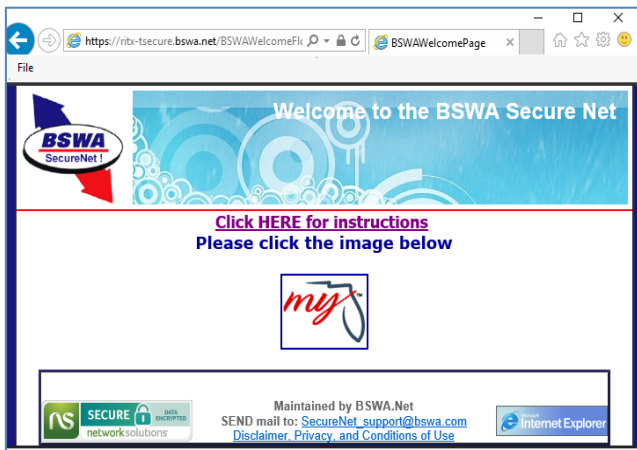 https://ritx-tsecure.bswa.net/BSWAWelcomeFl
BSWAWelcomePage
File
BSWA
SecureNet !
Welcome to the BSWA Secure Net
Click HERE for instructions
Please click the image below
my
SECURE
DATA
ENCRYPTED
networksolutions
Maintained by BSWA.Net
SEND mail to: SecureNet_support@bswa.com
Disclaimer, Privacy, and Conditions of Use
Microsoft
Internet Explorer